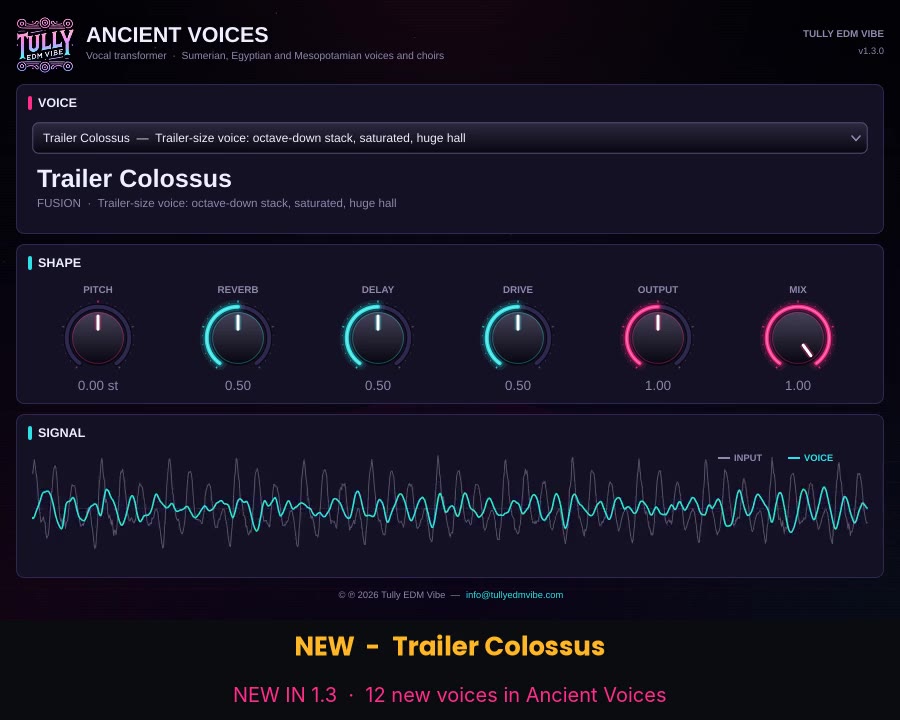 TULLY
EDM VIBE
ANCIENT VOICES
Vocal transformer · Sumerian, Egyptian and Mesopotamian voices and choirs
TULLY EDM VIBE
v1.3.0
VOICE
Trailer Colossus — Trailer-size voice: octave-down stack, saturated, huge hall
Trailer Colossus
FUSION · Trailer-size voice: octave-down stack, saturated, huge hall
SHAPE
PITCH REVERB DELAY DRIVE OUTPUT MIX
0.00 st 0.50 0.50 0.50 1.00 1.00
SIGNAL
INPUT VOICE
© ℗ 2026 Tully EDM Vibe — info@tullyedmvibe.com
NEW - Trailer Colossus
NEW IN 1.3 · 12 new voices in Ancient Voices